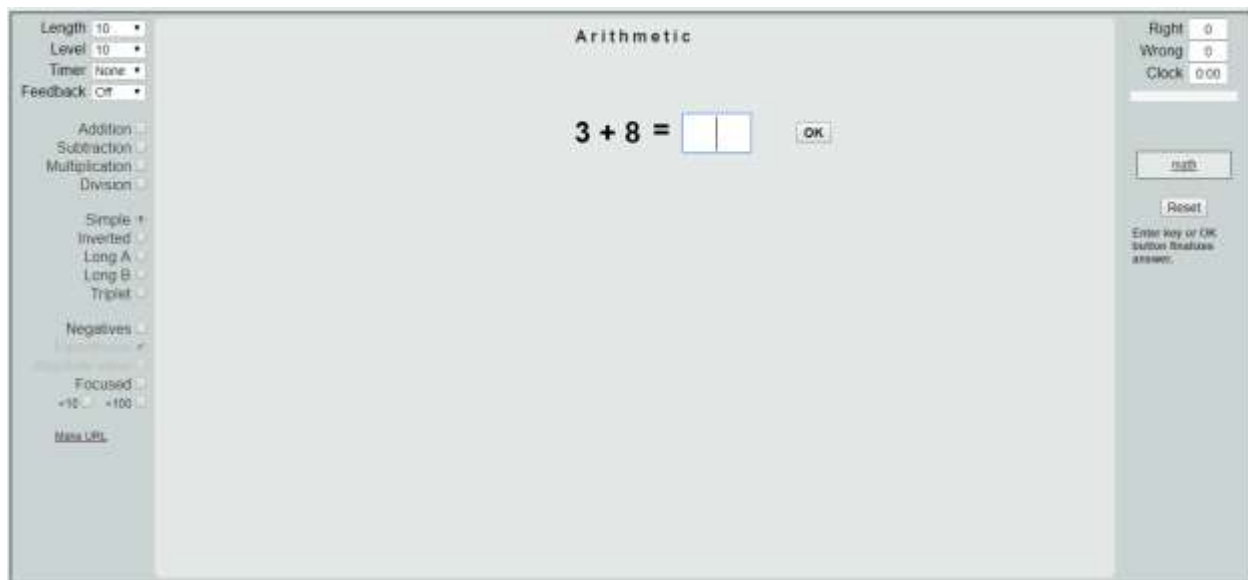 Length 10
Level 10
Timer None
Feedback Off
Addition
Subtraction
Multiplication
Division
Simple
Inverted
Long A
Long B
Triplet
Negatives
Focused
×10 ×100
Make URL
Arithmetic
3 + 8 =
OK
Right 0
Wrong 0
Clock 0:00
math
Reset
Enter key or OK
button finalizes
answer.